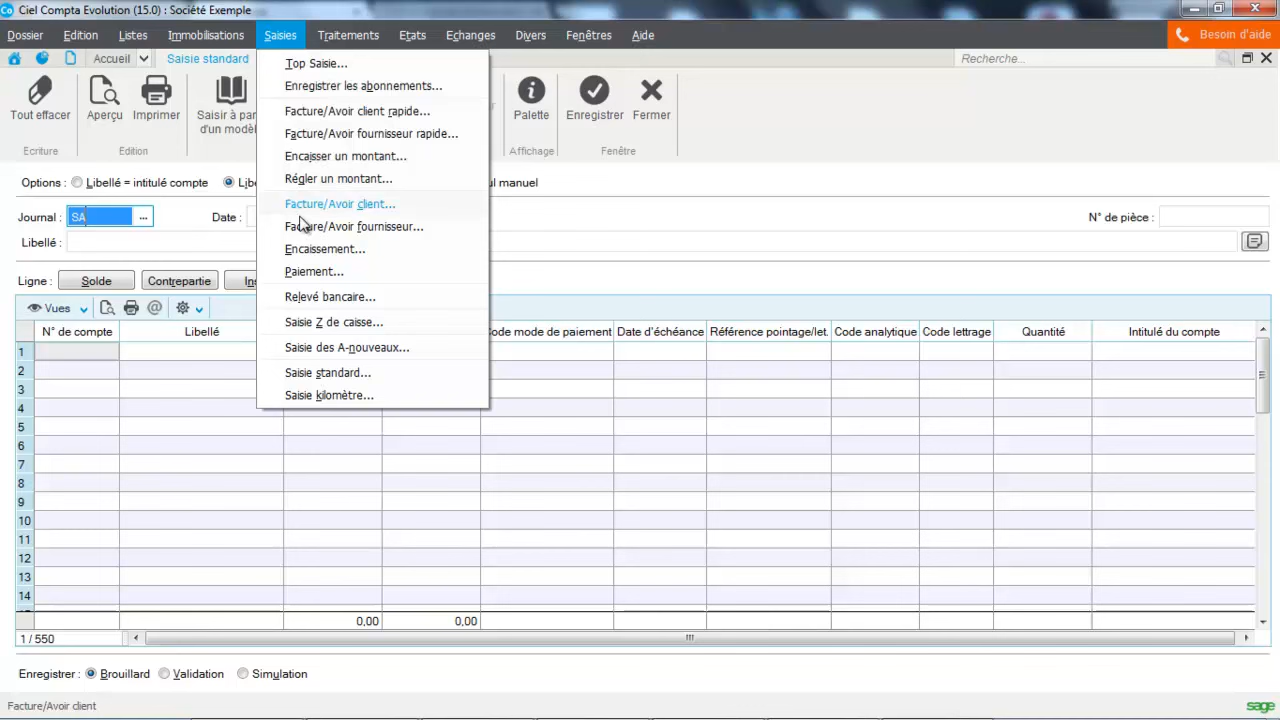 Co Ciel Compta Evolution (15.0) : Société Exemple
Dossier Edition Listes Immobilisations Saisies Traitements Etats Echanges Divers Fenêtres Aide Besoin d'aide
Accueil Saisie standard Recherche...
Top Saisie...
Enregistrer les abonnements...
Facture/Avoir client rapide...
Facture/Avoir fournisseur rapide...
Encaisser un montant...
Régler un montant...
Facture/Avoir client...
Facture/Avoir fournisseur...
Encaissement...
Paiement...
Relevé bancaire...
Saisie Z de caisse...
Saisie des A-nouveaux...
Saisie standard...
Saisie kilomètre...
Tout effacer Aperçu Imprimer Saisir à par
d'un modèl
Palette Enregistrer Fermer
Ecriture Edition Affichage Fenêtre
Options : Libellé = intitulé compte Libe ul manuel
Journal : SA ... Date : N° de pièce :
Libellé :
Ligne : Solde Contrepartie Ins
Vues
N° de compte Libellé Code mode de paiement Date d'échéance Référence pointage/let. Code analytique Code lettrage Quantité Intitulé du compte
1
2
3
4
5
6
7
8
9
10
11
12
13
14
0,00 0,00
1 / 550
Enregistrer : Brouillard Validation Simulation
Facture/Avoir client sage